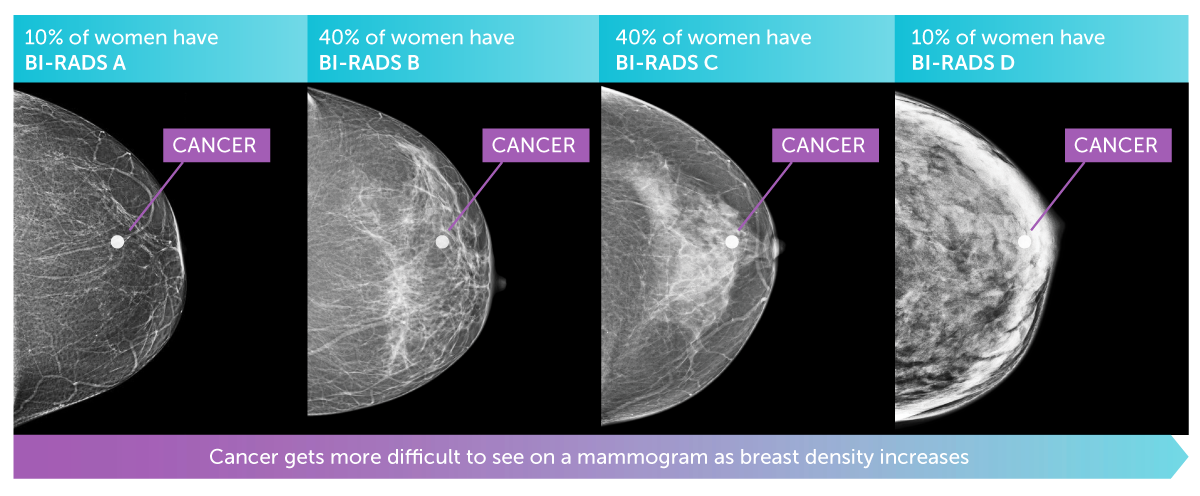 10% of women have
BI-RADS A
40% of women have
BI-RADS B
40% of women have
BI-RADS C
10% of women have
BI-RADS D
CANCER
CANCER
CANCER
CANCER
Cancer gets more difficult to see on a mammogram as breast density increases